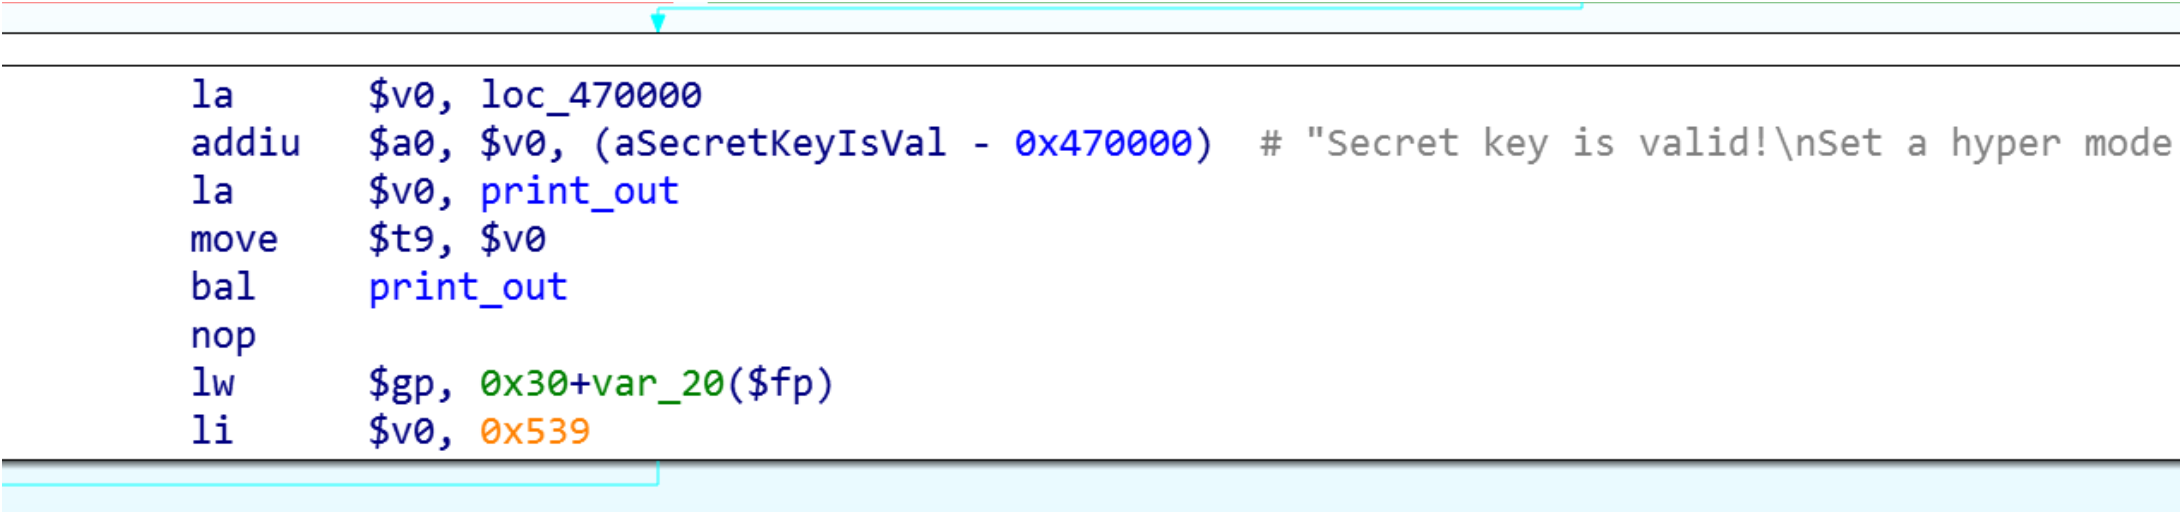 la $v0, loc_470000
addiu $a0, $v0, (aSecretKeyIsVal - 0x470000) # "Secret key is valid!\nSet a hyper mode
la $v0, print_out
move $t9, $v0
bal print_out
nop
lw $gp, 0x30+var_20($fp)
li $v0, 0x539